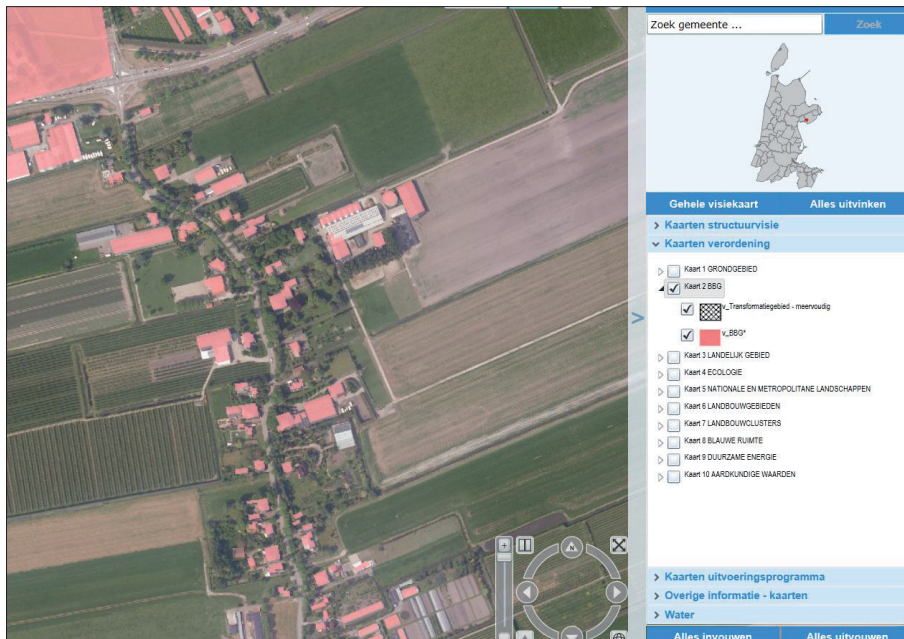 Zoek gemeente ...
Zoek
Gehele visiekaart
Alles uitvinken
> Kaarten structuurvisie
Kaarten verordening
Kaart 1 GRONDGEBIED
Kaart 2 BBG
v_Transformatiegebied - meervoudig
v_BBG*
Kaart 3 LANDELIJK GEBIED
Kaart 4 ECOLOGIE
Kaart 5 NATIONALE EN METROPOLITANE LANDSCHAPPEN
Kaart 6 LANDBOUWGEBIEDEN
Kaart 7 LANDBOUWCLUSTERS
Kaart 8 BLAUWE RUIMTE
Kaart 9 DUURZAME ENERGIE
Kaart 10 AARDKUNDIGE WAARDEN
> Kaarten uitvoeringsprogramma
> Overige informatie - kaarten
> Water
Alles invouwen
Alles uitvouwen
N